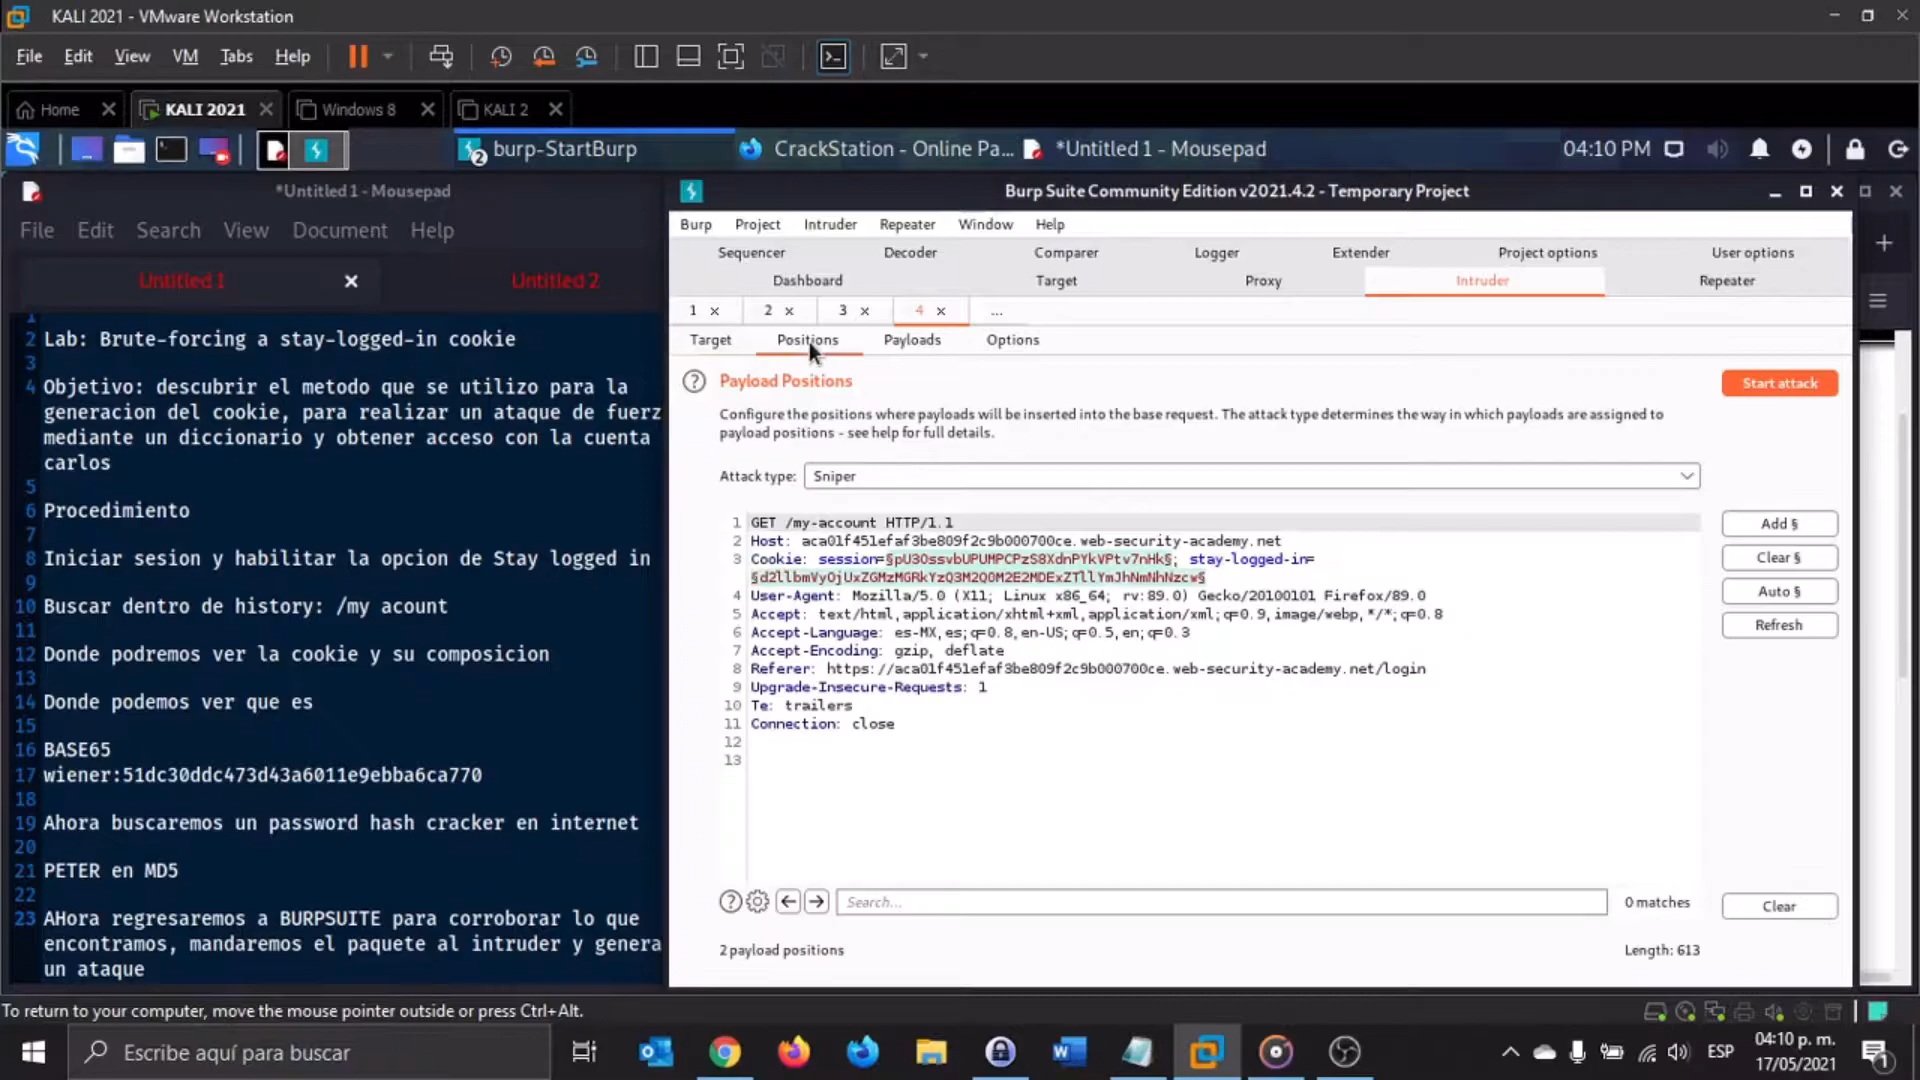 KALI 2021 - VMware Workstation
File Edit View VM Tabs Help
Home KALI 2021 Windows 8 KALI 2
2 burp-StartBurp CrackStation - Online Pa... *Untitled 1 - Mousepad 04:10 PM
*Untitled 1 - Mousepad
File Edit Search View Document Help
Untitled 1 Untitled 2
1
2 Lab: Brute-forcing a stay-logged-in cookie
3
4 Objetivo: descubrir el metodo que se utilizo para la
generacion del cookie, para realizar un ataque de fuerz
mediante un diccionario y obtener acceso con la cuenta
carlos
5
6 Procedimiento
7
8 Iniciar sesion y habilitar la opcion de Stay logged in
9
10 Buscar dentro de history: /my acount
11
12 Donde podremos ver la cookie y su composicion
13
14 Donde podemos ver que es
15
16 BASE65
17 wiener:51dc30ddc473d43a6011e9ebba6ca770
18
19 Ahora buscaremos un password hash cracker en internet
20
21 PETER en MD5
22
23 AHora regresaremos a BURPSUITE para corroborar lo que
encontramos, mandaremos el paquete al intruder y genera
un ataque
Burp Suite Community Edition v2021.4.2 - Temporary Project
Burp Project Intruder Repeater Window Help
Sequencer Decoder Comparer Logger Extender Project options User options
Dashboard Target Proxy Intruder Repeater
1 2 3 4 ...
Target Positions Payloads Options
Payload Positions
Start attack
Configure the positions where payloads will be inserted into the base request. The attack type determines the way in which payloads are assigned to
payload positions - see help for full details.
Attack type: Sniper
1 GET /my-account HTTP/1.1
2 Host: aca01f451efaf3be809f2c9b000700ce.web-security-academy.net
3 Cookie: session=§pU3OssvbUPUMPCPzS8XdnPYkVPtv7nHk§; stay-logged-in=
§d2llbmVyOjUxZGMzMGRkYzQ3M2Q0M2E2MDExZTllYmJhNmNhNzcw§
4 User-Agent: Mozilla/5.0 (X11; Linux x86_64; rv:89.0) Gecko/20100101 Firefox/89.0
5 Accept: text/html,application/xhtml+xml,application/xml;q=0.9,image/webp,*/*;q=0.8
6 Accept-Language: es-MX,es;q=0.8,en-US;q=0.5,en;q=0.3
7 Accept-Encoding: gzip, deflate
8 Referer: https://aca01f451efaf3be809f2c9b000700ce.web-security-academy.net/login
9 Upgrade-Insecure-Requests: 1
10 Te: trailers
11 Connection: close
12
13
Add §
Clear §
Auto §
Refresh
Search... 0 matches Clear
2 payload positions Length: 613
To return to your computer, move the mouse pointer outside or press Ctrl+Alt.
Escribe aquí para buscar ESP 04:10 p. m.
17/05/2021
1